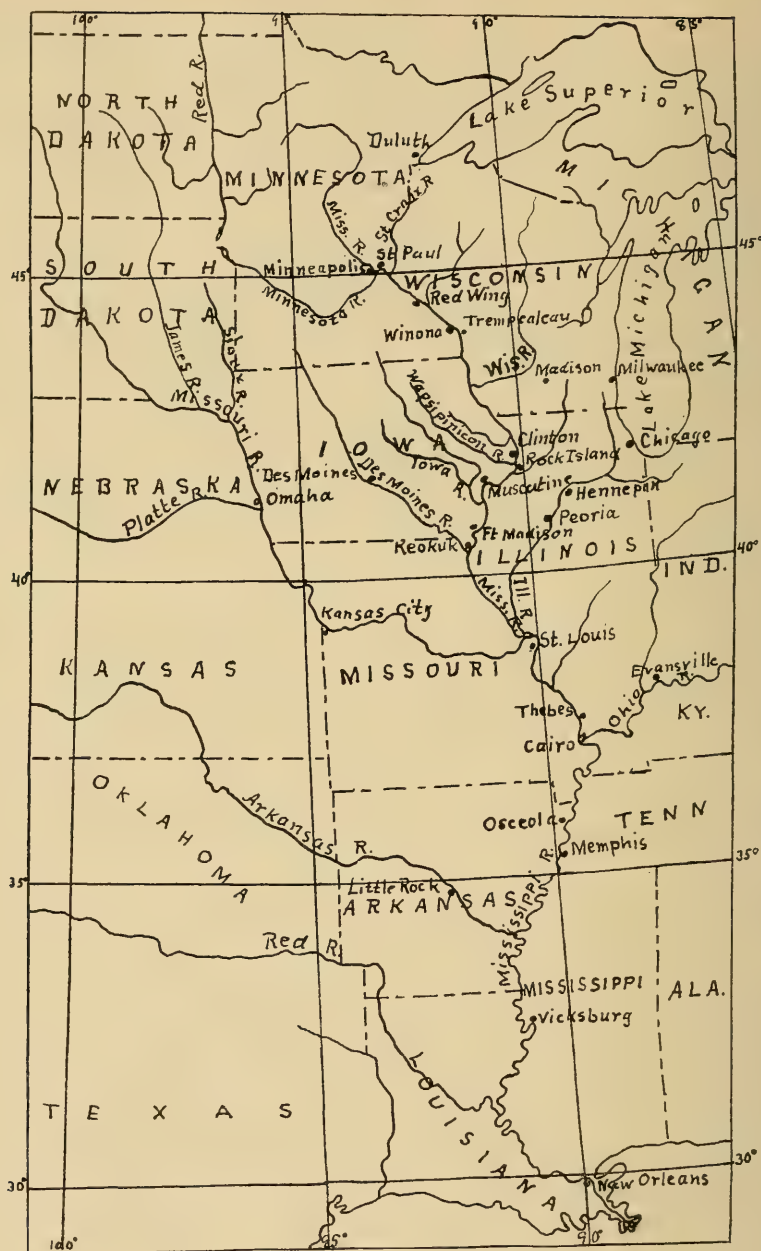 100°
95
90°
85°
Red R.
Lake Superior
NORTH
DAKOTA
Duluth
MINNESOTA
MI
Miss. R.
St Croix R
St Paul
Minneapolis
45°
45°
SOUTH
DAKOTA
WISCONSIN
Minnesota R.
Red Wing
Winona
Trempealeau
Lake Michigan
GAN
James R.
Sioux R.
Wis. R.
Madison
Milwaukee
Missouri R.
Wapsipinicon R.
IOWA
Clinton
Rock Island
Chicago
Iowa R.
Des Moines
Des Moines R.
Muscatine
Hennepan
NEBRASKA
Omaha
Platte R.
Peoria
Ft Madison
Keokuk
ILLINOIS
40°
40°
IND.
Miss. R.
Ill. R
Kansas City
St. Louis
KANSAS
MISSOURI
Evansville
Ohio R.
Thebes
KY.
Cairo
OKLAHOMA
Arkansas R.
Osceola
TENN
Memphis
35°
35°
Little Rock
ARKANSAS
Mississippi R.
Red R.
MISSISSIPPI
ALA.
Vicksburg
TEXAS
LOUISIANA
30°
30°
New Orleans
100°
95°
90°